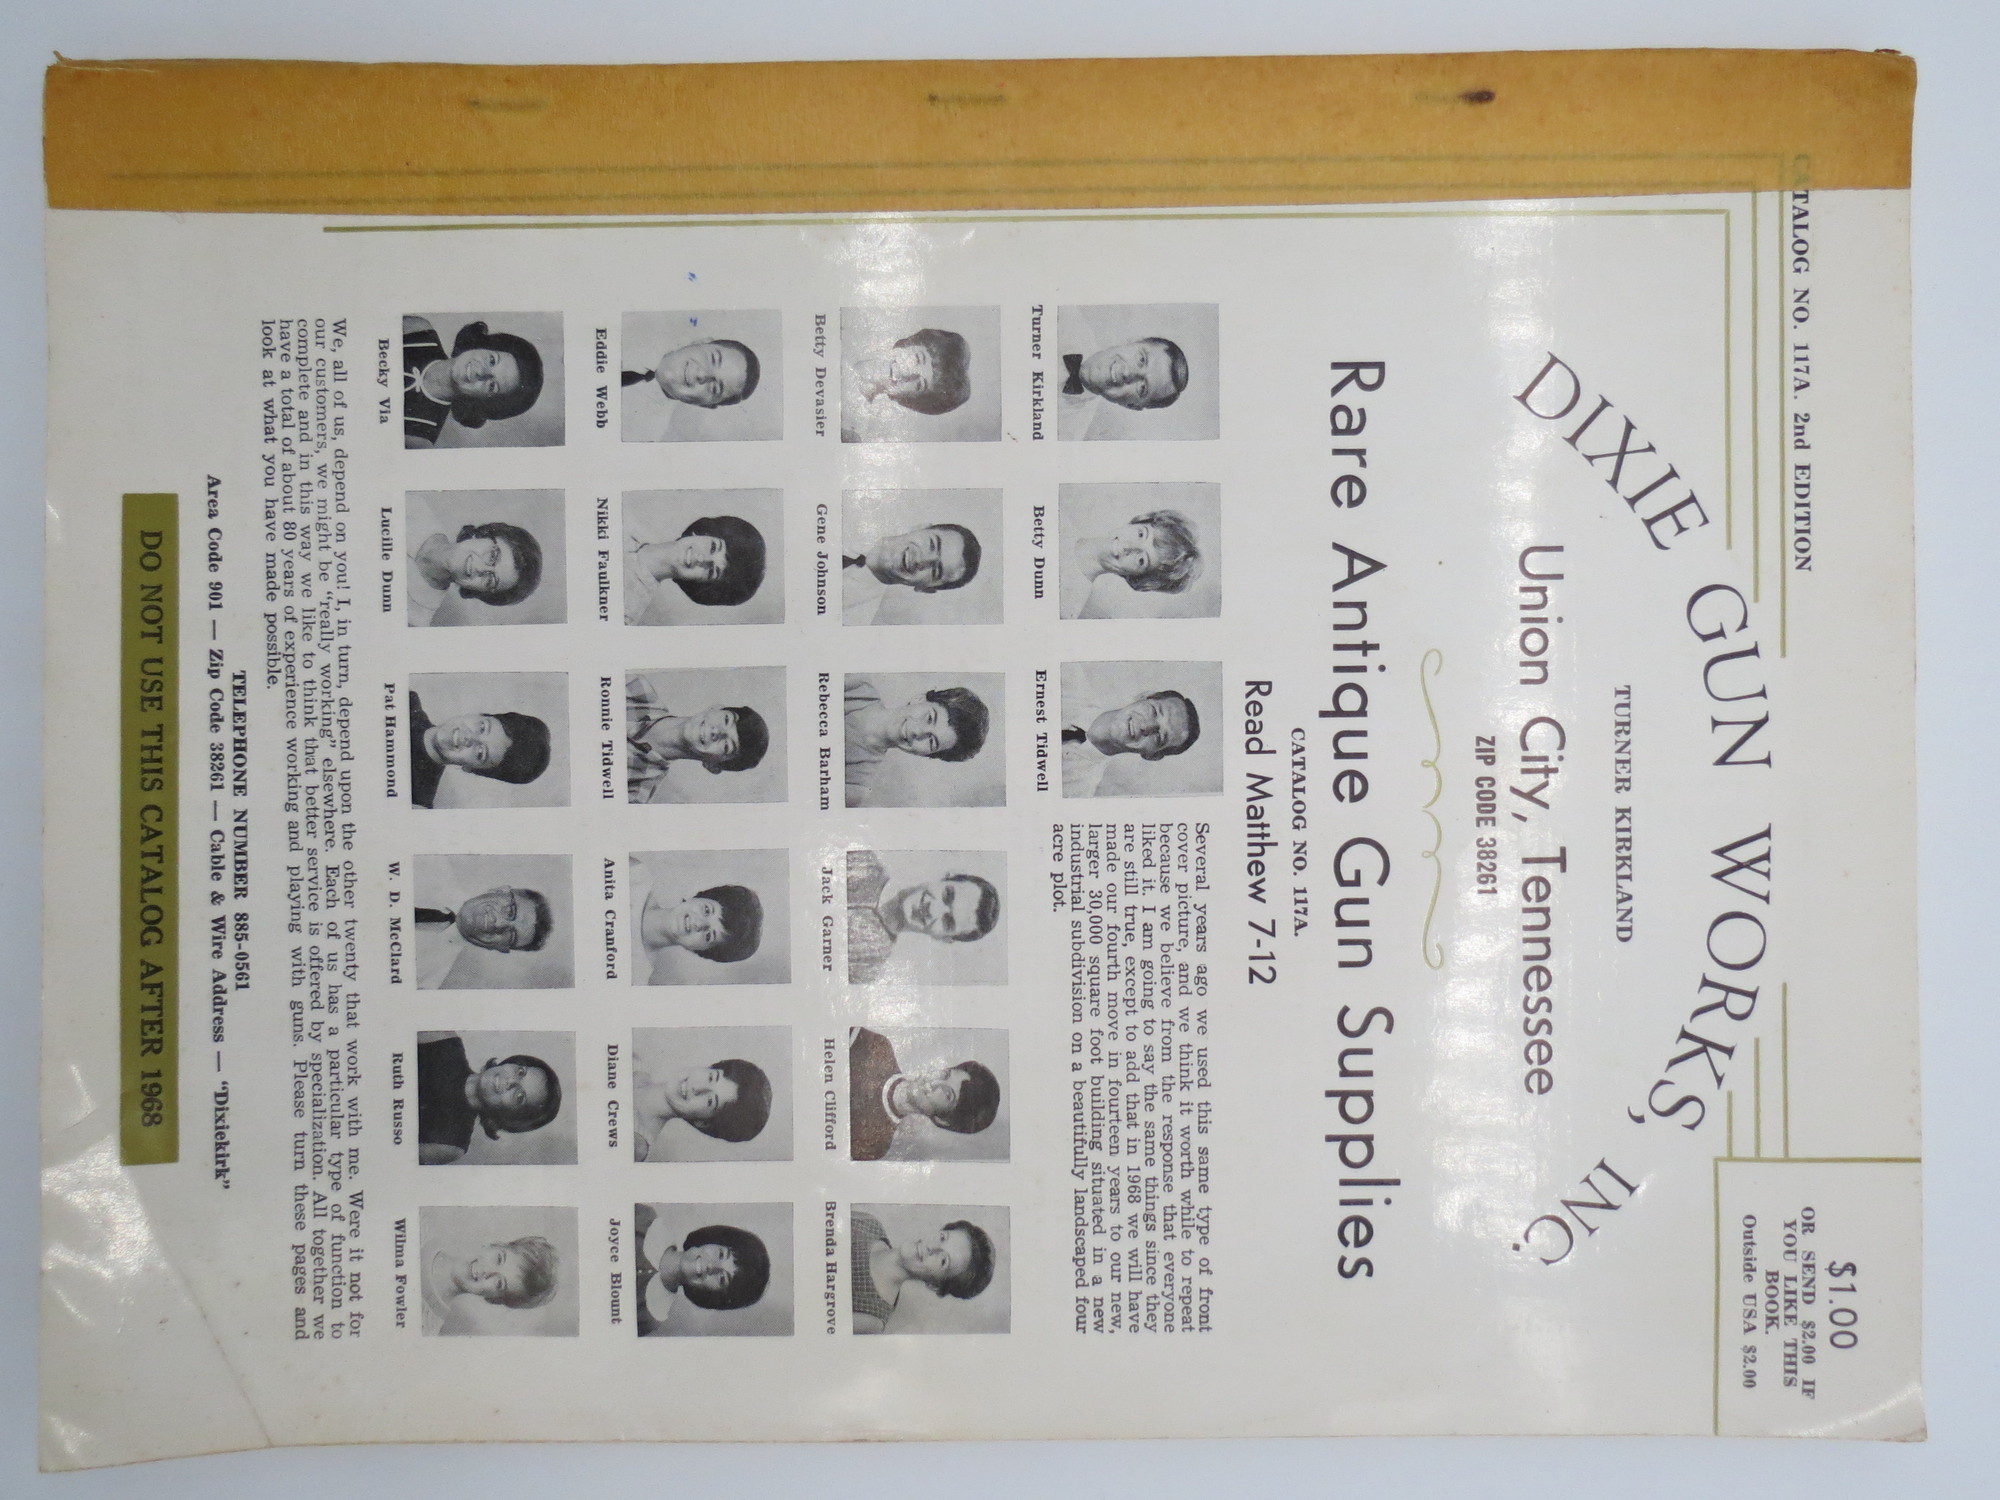 CATALOG NO. 117A. 2nd EDITION
$1.00
OR SEND $2.00 IF
YOU LIKE THIS
BOOK.
Outside USA $2.00
DIXIE GUN WORKS, INC.
TURNER KIRKLAND
Union City, Tennessee
ZIP CODE 38261
Rare Antique Gun Supplies
CATALOG NO. 117A.
Read Matthew 7-12
Several years ago we used this same type of front
cover picture, and we think it worth while to repeat
because we believe from the response that everyone
liked it. I am going to say the same things since they
are still true, except to add that in 1968 we will have
made our fourth move in fourteen years to our new,
larger 30,000 square foot building situated in a new
industrial subdivision on a beautifully landscaped four
acre plot.
Turner Kirkland
Betty Dunn
Ernest Tidwell
Betty Devasier
Gene Johnson
Rebecca Barham
Jack Garner
Helen Clifford
Brenda Hargrove
Eddie Webb
Nikki Faulkner
Ronnie Tidwell
Anita Cranford
Diane Crews
Joyce Blount
Becky Via
Lucille Dunn
Pat Hammond
W. D. McClard
Ruth Russo
Wilma Fowler
We, all of us, depend on you! I, in turn, depend upon the other twenty that work with me. Were it not for
our customers, we might be "really working" elsewhere. Each of us has a particular type of function to
complete and in this way we like to think that better service is offered by specialization. All together we
have a total of about 80 years of experience working and playing with guns. Please turn these pages and
look at what you have made possible.
TELEPHONE NUMBER 885-0561
Area Code 901 — Zip Code 38261 — Cable & Wire Address — "Dixiekirk"
DO NOT USE THIS CATALOG AFTER 1968